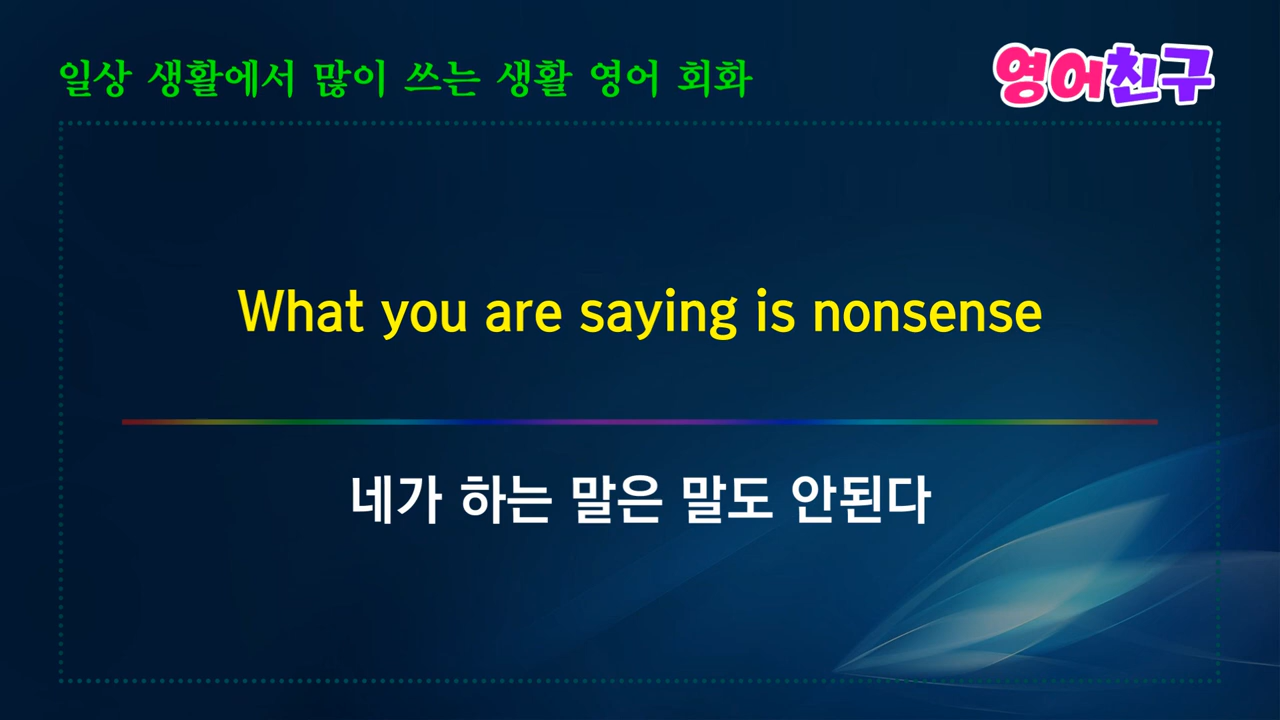 일상 생활에서 많이 쓰는 생활 영어 회화
영어친구
What you are saying is nonsense
네가 하는 말은 말도 안된다